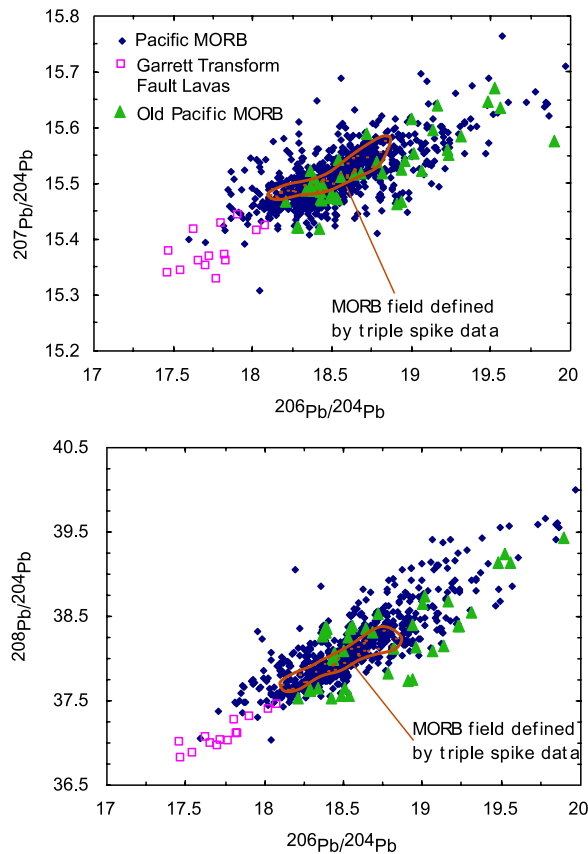 15.8
15.7
15.6
15.5
15.4
15.3
15.2
207Pb/204Pb
Pacific MORB
Garrett Transform
Fault Lavas
Old Pacific MORB
MORB field defined
by triple spike data
17 17.5 18 18.5 19 19.5 20
206Pb/204Pb
40.5
39.5
38.5
37.5
36.5
208Pb/204Pb
MORB field defined
by triple spike data
17 17.5 18 18.5 19 19.5 20
206Pb/204Pb